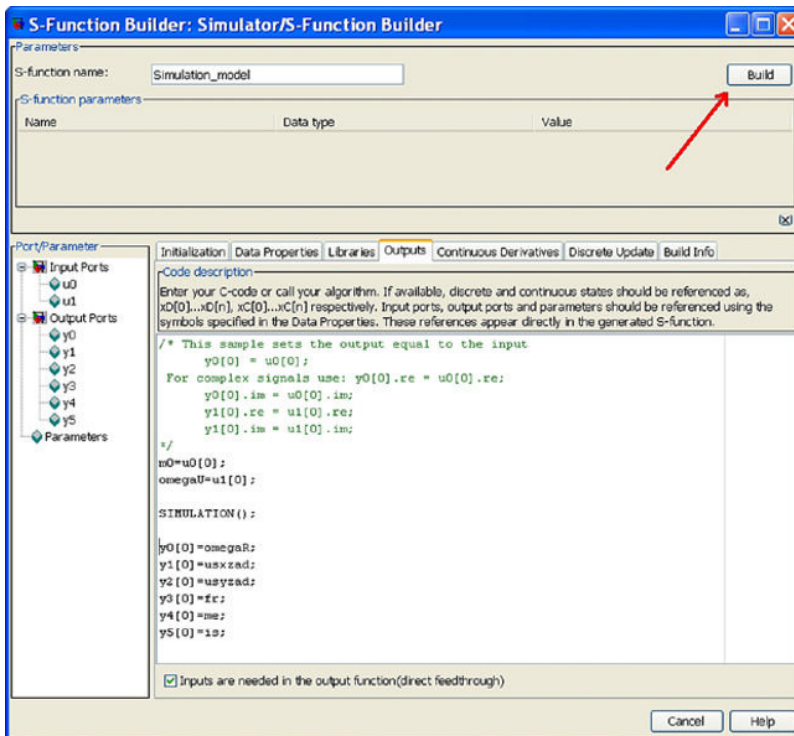 S-Function Builder: Simulator/S-Function Builder
Parameters
S-function name:
Simulation_model
Build
S-function parameters
Name
Data type
Value
Port/Parameter
Input Ports
u0
u1
Output Ports
y0
y1
y2
y3
y4
y5
Parameters
Initialization
Data Properties
Libraries
Outputs
Continuous Derivatives
Discrete Update
Build Info
Code description
Enter your C-code or call your algorithm. If available, discrete and continuous states should be referenced as,
xD[0]...xD[n], xC[0]...xC[n] respectively. Input ports, output ports and parameters should be referenced using the
symbols specified in the Data Properties. These references appear directly in the generated S-function.
/* This sample sets the output equal to the input
y0[0] = u0[0];
For complex signals use: y0[0].re = u0[0].re;
y0[0].im = u0[0].im;
y1[0].re = u1[0].re;
y1[0].im = u1[0].im;
*/
m0=u0[0];
omegaU=u1[0];
SIMULATION();
y0[0]=omegaR;
y1[0]=usxzad;
y2[0]=usyzad;
y3[0]=fr;
y4[0]=me;
y5[0]=is;
Inputs are needed in the output function(direct feedthrough)
Cancel
Help